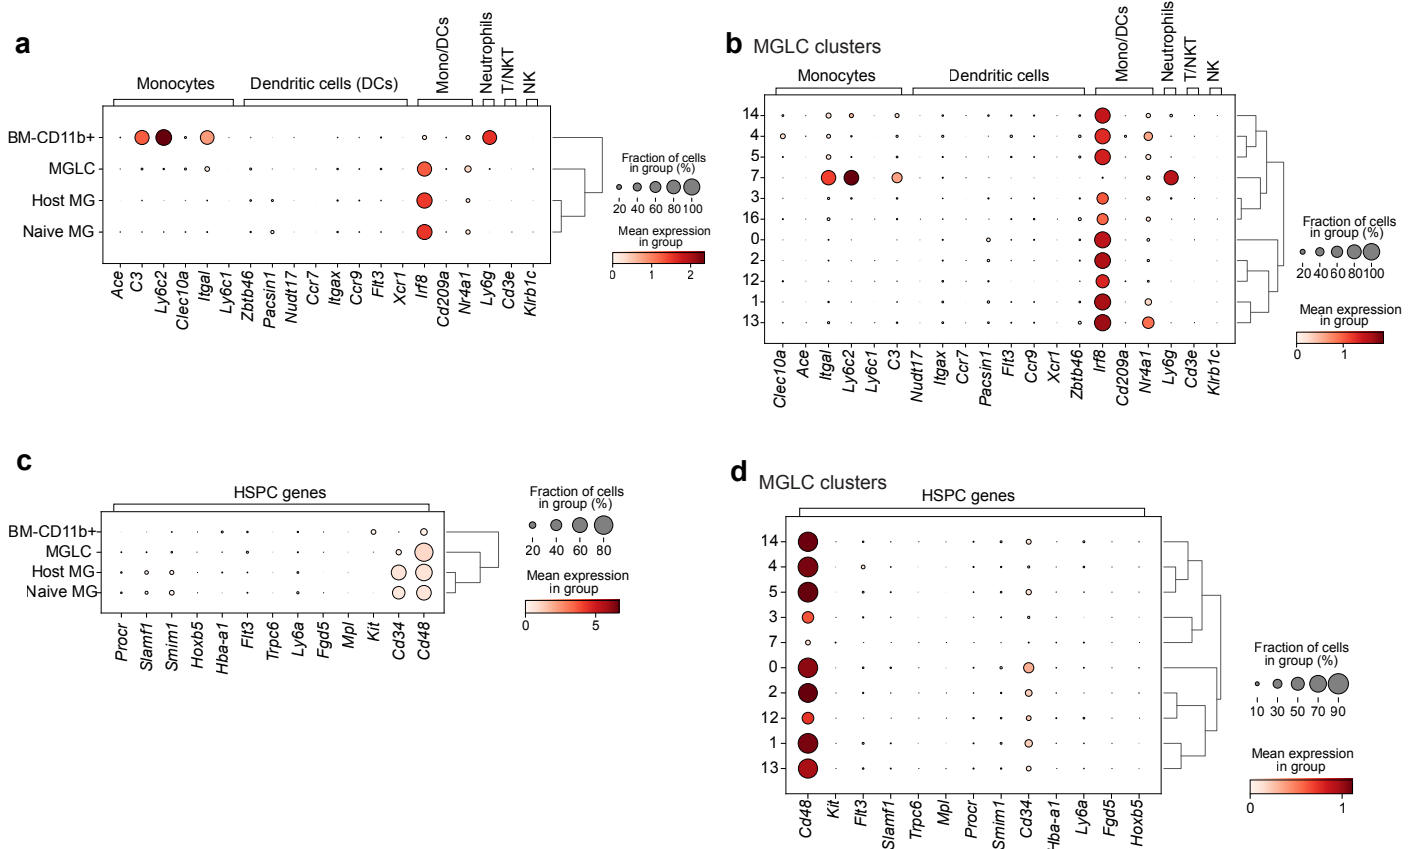 a
Monocytes
Dendritic cells (DCs)
Mono/DCs
Neutrophils
T/NKT
NK
BM-CD11b+
MGLC
Host MG
Naive MG
Ace
C3
Ly6c2
Clec10a
Itgal
Ly6c1
Zbtb46
Pacsin1
Nudt17
Ccr7
Itgax
Ccr9
Flt3
Xcr1
Irf8
Cd209a
Nr4a1
Ly6g
Cd3e
Klrb1c
Fraction of cells
in group (%)
20 40 60 80 100
Mean expression
in group
0 1 2
b MGLC clusters
Monocytes
Dendritic cells
Mono/DCs
Neutrophils
T/NKT
NK
14
4
5
7
3
16
0
2
12
1
13
Clec10a
Ace
Itgal
Ly6c2
Ly6c1
C3
Nudt17
Itgax
Ccr7
Pacsin1
Flt3
Ccr9
Xcr1
Zbtb46
Irf8
Cd209a
Nr4a1
Ly6g
Cd3e
Klrb1c
Fraction of cells
in group (%)
20 40 60 80 100
Mean expression
in group
0 1
c
HSPC genes
BM-CD11b+
MGLC
Host MG
Naive MG
Procr
Slamf1
Smim1
Hoxb5
Hba-a1
Flt3
Trpc6
Ly6a
Fgd5
Mpl
Kit
Cd34
Cd48
Fraction of cells
in group (%)
20 40 60 80
Mean expression
in group
0 5
d MGLC clusters
HSPC genes
14
4
5
3
7
0
2
12
1
13
Cd48
Kit
Flt3
Slamf1
Trpc6
Mpl
Procr
Smim1
Cd34
Hba-a1
Ly6a
Fgd5
Hoxb5
Fraction of cells
in group (%)
10 30 50 70 90
Mean expression
in group
0 1